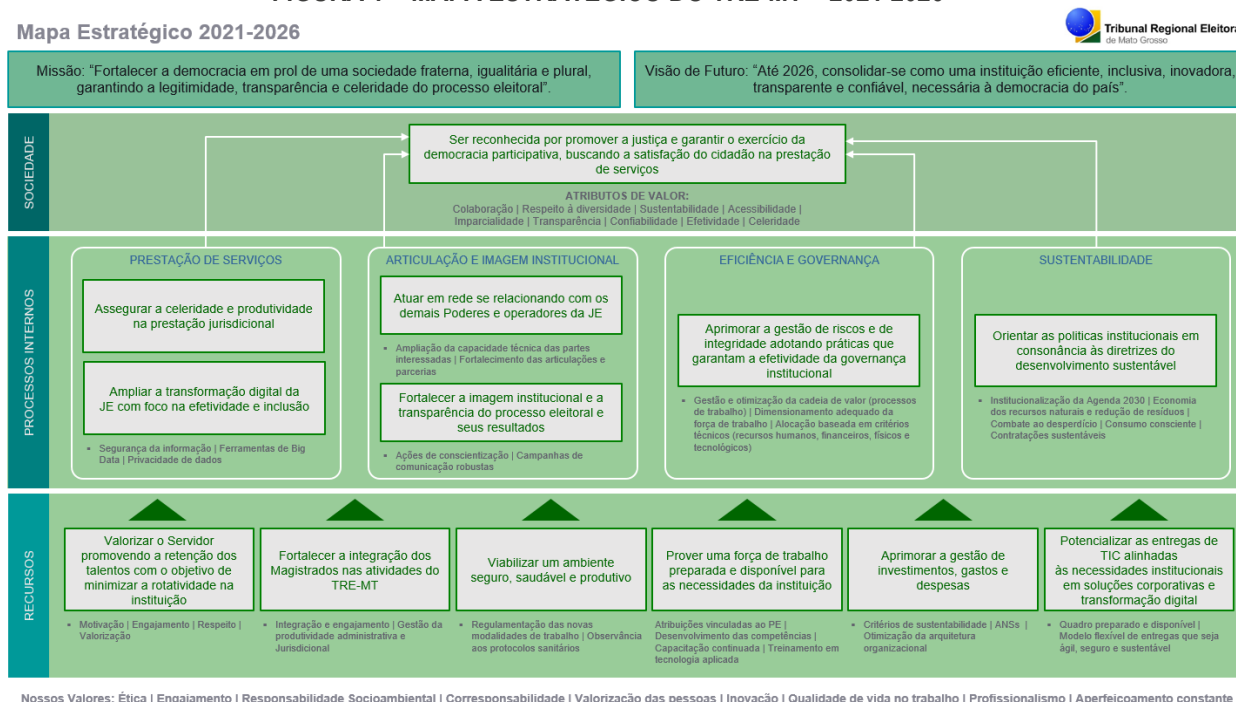 Mapa Estratégico 2021-2026
Tribunal Regional Eleitora
de Mato Grosso
Missão: “Fortalecer a democracia em prol de uma sociedade fraterna, igualitária e plural,
garantindo a legitimidade, transparência e celeridade do processo eleitoral”.
Visão de Futuro: “Até 2026, consolidar-se como uma instituição eficiente, inclusiva, inovadora,
transparente e confiável, necessária à democracia do país”.
SOCIEDADE
Ser reconhecida por promover a justiça e garantir o exercício da
democracia participativa, buscando a satisfação do cidadão na prestação
de serviços
ATRIBUTOS DE VALOR:
Colaboração | Respeito à diversidade | Sustentabilidade | Acessibilidade |
Imparcialidade | Transparência | Confiabilidade | Efetividade | Celeridade
PROCESSOS INTERNOS
PRESTAÇÃO DE SERVIÇOS
Assegurar a celeridade e produtividade
na prestação jurisdicional
Ampliar a transformação digital da
JE com foco na efetividade e inclusão
▪ Segurança da informação | Ferramentas de Big
Data | Privacidade de dados
ARTICULAÇÃO E IMAGEM INSTITUCIONAL
Atuar em rede se relacionando com os
demais Poderes e operadores da JE
▪ Ampliação da capacidade técnica das partes
interessadas | Fortalecimento das articulações e
parcerias
Fortalecer a imagem institucional e a
transparência do processo eleitoral e
seus resultados
▪ Ações de conscientização | Campanhas de
comunicação robustas
EFICIÊNCIA E GOVERNANÇA
Aprimorar a gestão de riscos e de
integridade adotando práticas que
garantam a efetividade da governança
institucional
▪ Gestão e otimização da cadeia de valor (processos
de trabalho) | Dimensionamento adequado da
força de trabalho | Alocação baseada em critérios
técnicos (recursos humanos, financeiros, físicos e
tecnológicos)
SUSTENTABILIDADE
Orientar as políticas institucionais em
consonância às diretrizes do
desenvolvimento sustentável
▪ Institucionalização da Agenda 2030 | Economia
dos recursos naturais e redução de resíduos |
Combate ao desperdício | Consumo consciente |
Contratações sustentáveis
RECURSOS
Valorizar o Servidor
promovendo a retenção dos
talentos com o objetivo de
minimizar a rotatividade na
instituição
▪ Motivação | Engajamento | Respeito |
Valorização
Fortalecer a integração dos
Magistrados nas atividades do
TRE-MT
▪ Integração e engajamento | Gestão da
produtividade administrativa e
Jurisdicional
Viabilizar um ambiente
seguro, saudável e produtivo
▪ Regulamentação das novas
modalidades de trabalho | Observância
aos protocolos sanitários
Prover uma força de trabalho
preparada e disponível para
as necessidades da instituição
Atribuições vinculadas ao PE |
Desenvolvimento das competências |
Capacitação continuada | Treinamento em
tecnologia aplicada
Aprimorar a gestão de
investimentos, gastos e
despesas
▪ Critérios de sustentabilidade | ANSs |
Otimização da arquitetura
organizacional
Potencializar as entregas de
TIC alinhadas
às necessidades institucionais
em soluções corporativas e
transformação digital
▪ Quadro preparado e disponível |
Modelo flexível de entregas que seja
ágil, seguro e sustentável
Nossos Valores: Ética | Engajamento | Responsabilidade Socioambiental | Corresponsabilidade | Valorização das pessoas | Inovação | Qualidade de vida no trabalho | Profissionalismo | Aperfeiçoamento constante